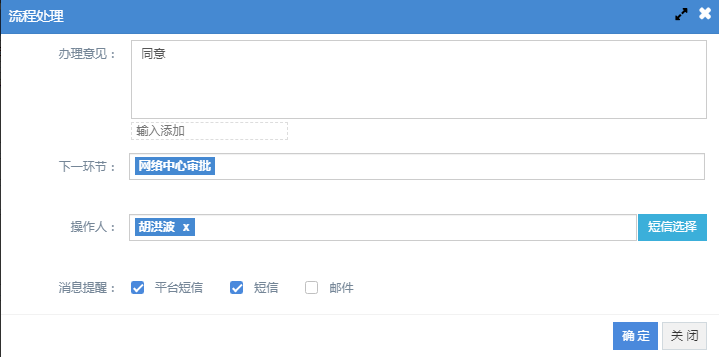 流程处理
办理意见：
同意
输入添加
下一环节：
网络中心审批
操作人：
胡洪波 x
短信选择
消息提醒：
平台短信
短信
邮件
确定
关闭